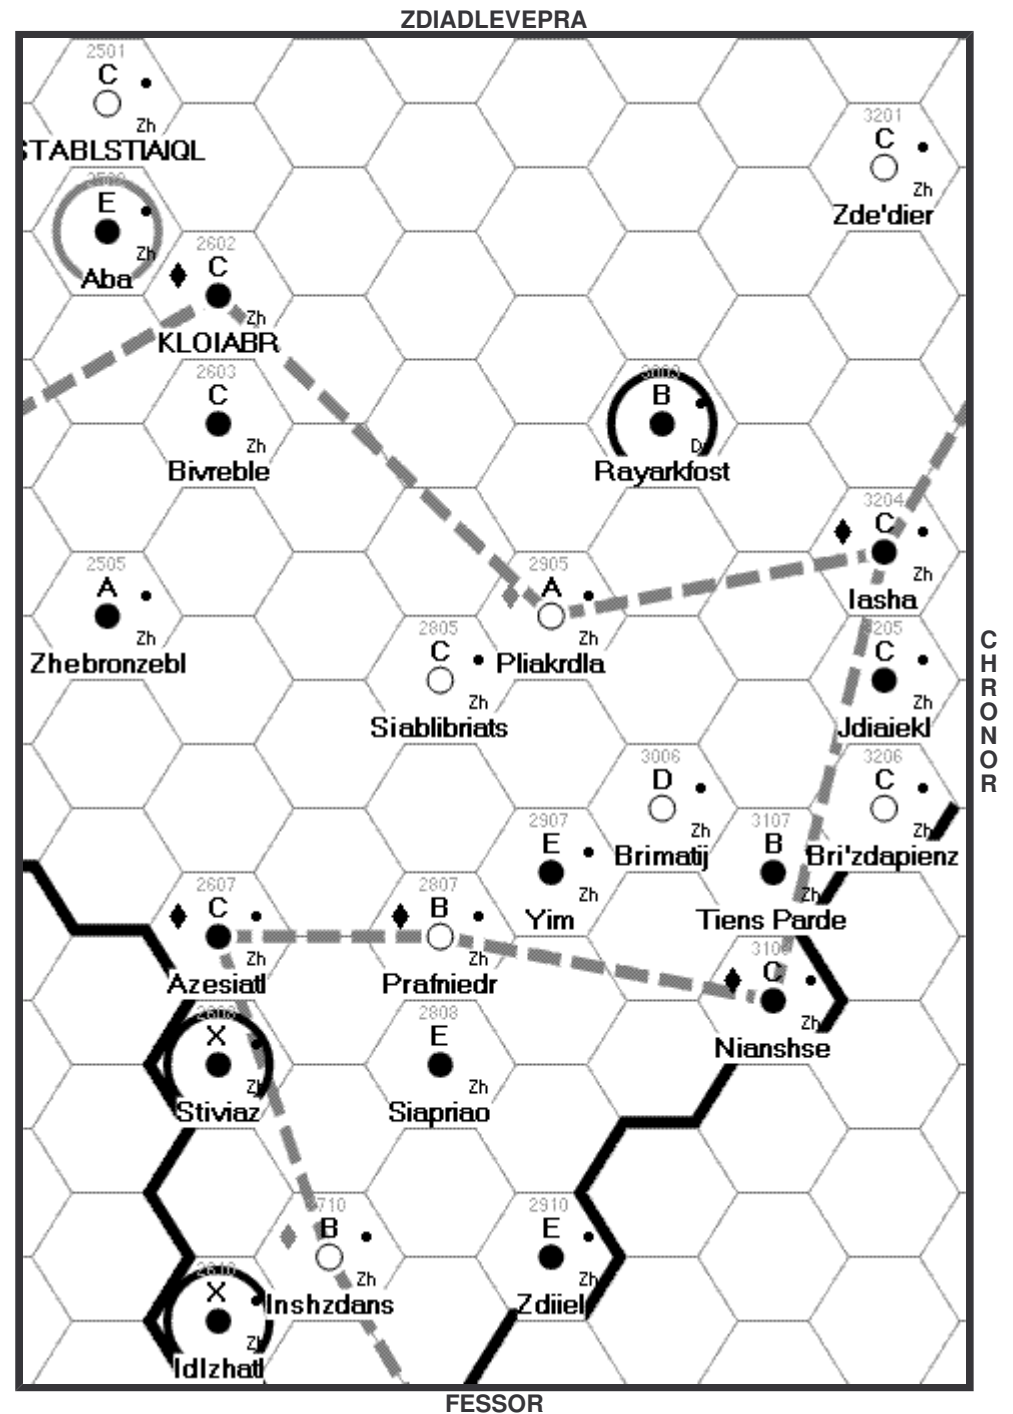 ZDIADLEVEPRA
2501
C
Zh
STABLSTIAIQL
3201
C
Zh
Zde'dier
E
Zh
Aba
2602
C
Zh
KLOIABR
2603
C
Zh
Bivreble
B
Rayarkfost
3204
C
Zh
Iasha
2505
A
Zh
Zhebronzebl
2905
A
Zh
Pliakrdla
2805
C
Zh
Siablibriats
205
C
Zh
Jdiaiekl
CHRONOR
3006
D
Zh
Brimatij
3206
C
Zh
Bri'zdapienz
2907
E
Zh
Yim
3107
B
Zh
Tiens Parde
2607
C
Zh
Azesiatl
2807
B
Zh
Prafniedr
C
Zh
Nianshse
X
Zh
Stiviaz
2808
E
Zh
Siapriao
710
B
Zh
Inshzdans
2910
E
Zh
Zdiiel
X
Zh
Idlzhatl
FESSOR